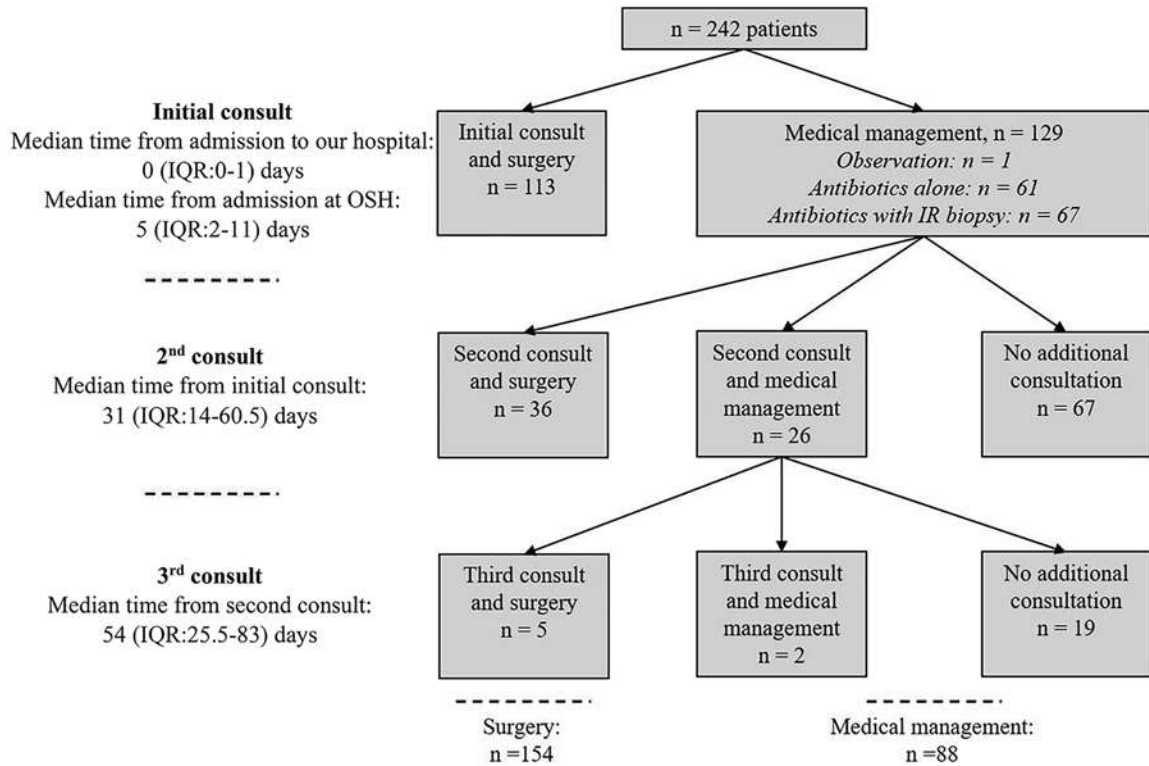 n = 242 patients
Initial consult
Median time from admission to our hospital:
0 (IQR:0-1) days
Median time from admission at OSH:
5 (IQR:2-11) days
Initial consult
and surgery
n = 113
Medical management, n = 129
Observation: n = 1
Antibiotics alone: n = 61
Antibiotics with IR biopsy: n = 67
2nd consult
Median time from initial consult:
31 (IQR:14-60.5) days
Second consult
and surgery
n = 36
Second consult
and medical
management
n = 26
No additional
consultation
n = 67
3rd consult
Median time from second consult:
54 (IQR:25.5-83) days
Third consult
and surgery
n = 5
Third consult
and medical
management
n = 2
No additional
consultation
n = 19
Surgery:
n =154
Medical management:
n =88